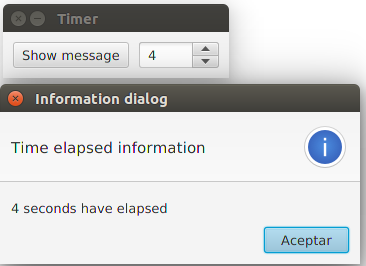 Timer
Show message 4
Information dialog
Time elapsed information
4 seconds have elapsed
Aceptar